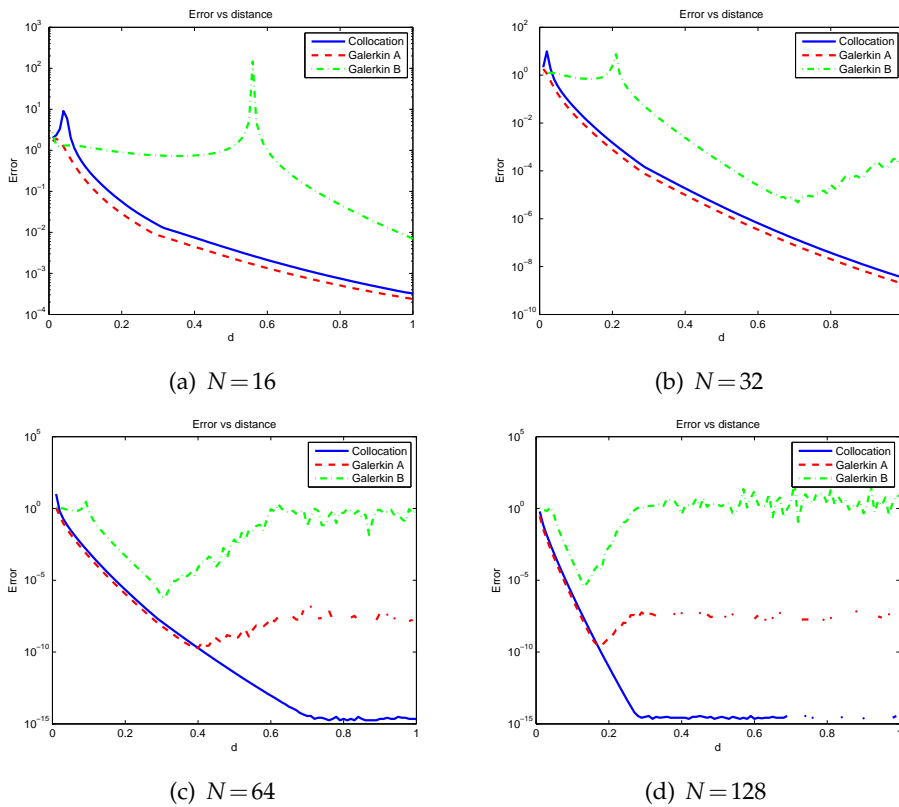 Error vs distance
Collocation
Galerkin A
Galerkin B
10^3
10^2
10^1
10^0
10^−1
10^−2
10^−3
10^−4
Error
0 0.2 0.4 0.6 0.8 1
d
(a) N=16
Error vs distance
Collocation
Galerkin A
Galerkin B
10^2
10^0
10^−2
10^−4
10^−6
10^−8
10^−10
Error
0 0.2 0.4 0.6 0.8 1
d
(b) N=32
Error vs distance
Collocation
Galerkin A
Galerkin B
10^5
10^0
10^−5
10^−10
10^−15
Error
0 0.2 0.4 0.6 0.8 1
d
(c) N=64
Error vs distance
Collocation
Galerkin A
Galerkin B
10^5
10^0
10^−5
10^−10
10^−15
Error
0 0.2 0.4 0.6 0.8 1
d
(d) N=128